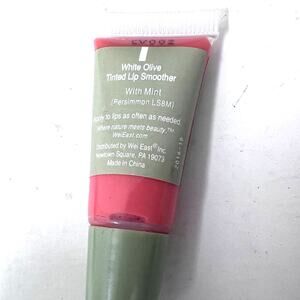 White Olive
Tinted Lip Smoother
With Mint
(Persimmon LS8M)
Apply to lips as often as needed.
Where nature meets beauty.™
WeiEast.com
Distributed by Wei East® Inc.
Newtown Square, PA 19073
Made in China